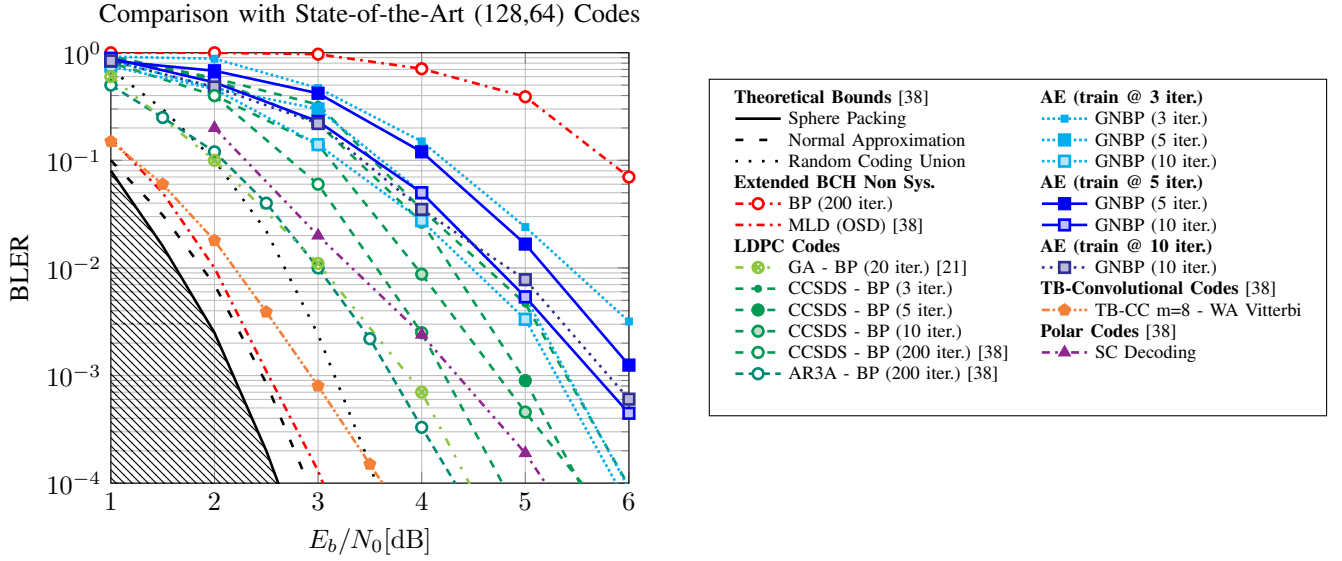 Comparison with State-of-the-Art (128,64) Codes
10^0
10^−1
10^−2
10^−3
10^−4
BLER
1 2 3 4 5 6
E_b/N_0[dB]
Theoretical Bounds [38]
Sphere Packing
Normal Approximation
Random Coding Union
Extended BCH Non Sys.
BP (200 iter.)
MLD (OSD) [38]
LDPC Codes
GA - BP (20 iter.) [21]
CCSDS - BP (3 iter.)
CCSDS - BP (5 iter.)
CCSDS - BP (10 iter.)
CCSDS - BP (200 iter.) [38]
AR3A - BP (200 iter.) [38]
AE (train @ 3 iter.)
GNBP (3 iter.)
GNBP (5 iter.)
GNBP (10 iter.)
AE (train @ 5 iter.)
GNBP (5 iter.)
GNBP (10 iter.)
AE (train @ 10 iter.)
GNBP (10 iter.)
TB-Convolutional Codes [38]
TB-CC m=8 - WA Vitterbi
Polar Codes [38]
SC Decoding